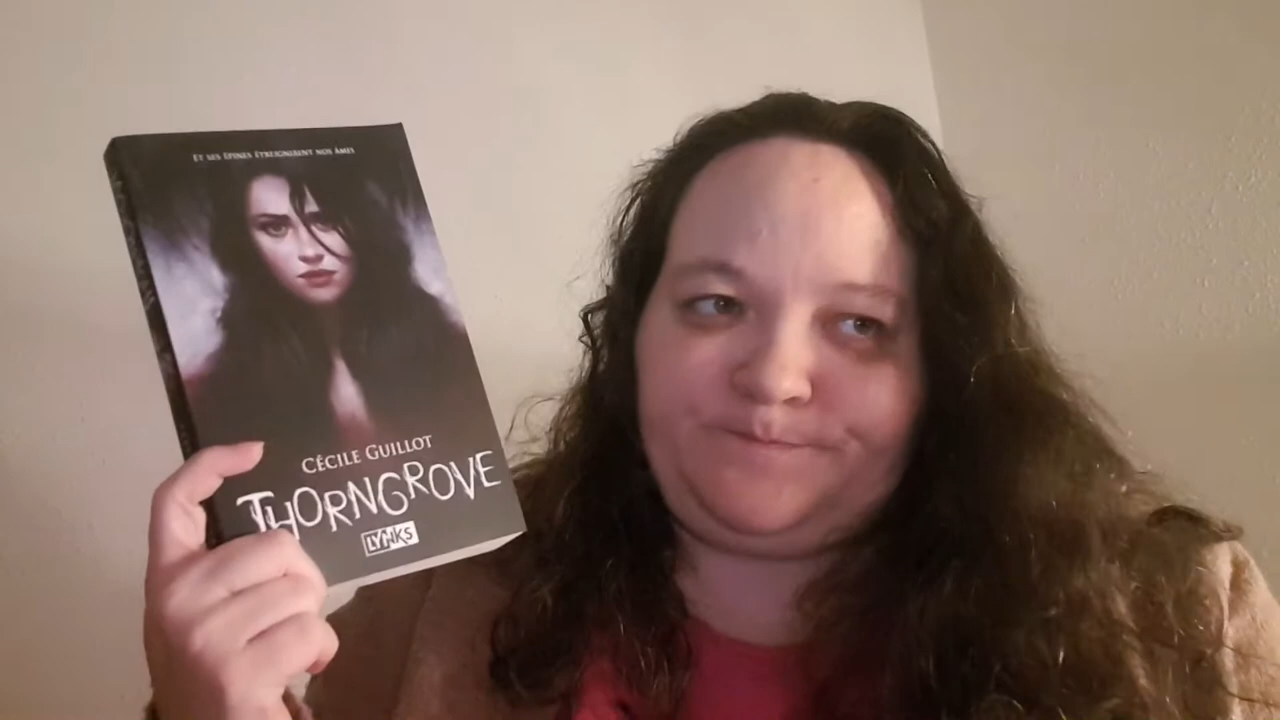 ET SES ÉPINES ÉTREIGNIRENT NOS ÂMES
CÉCILE GUILLOT
THORNGROVE
LYNKS